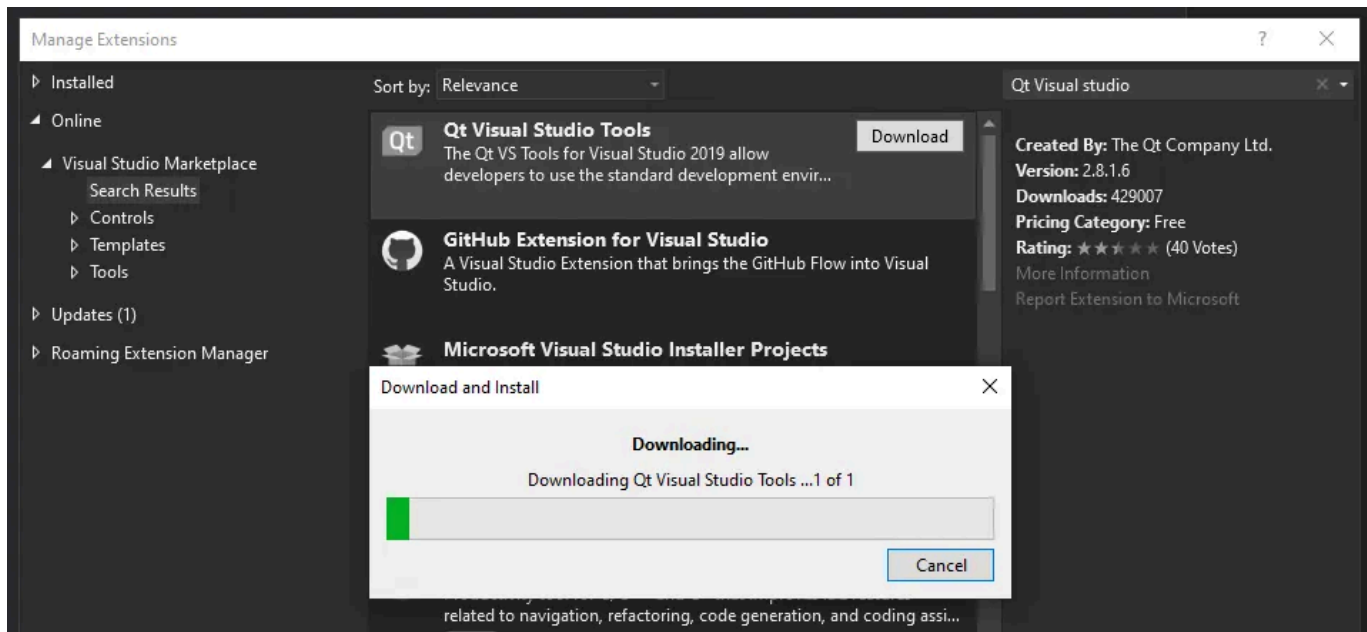 Manage Extensions
?
Installed
Online
Visual Studio Marketplace
Search Results
Controls
Templates
Tools
Updates (1)
Roaming Extension Manager
Sort by: Relevance
Qt
Qt Visual Studio Tools
Download
The Qt VS Tools for Visual Studio 2019 allow
developers to use the standard development envir...
GitHub Extension for Visual Studio
A Visual Studio Extension that brings the GitHub Flow into Visual
Studio.
Microsoft Visual Studio Installer Projects
Download and Install
Downloading...
Downloading Qt Visual Studio Tools ...1 of 1
Cancel
related to navigation, refactoring, code generation, and coding assi...
Qt Visual studio
Created By: The Qt Company Ltd.
Version: 2.8.1.6
Downloads: 429007
Pricing Category: Free
Rating: (40 Votes)
More Information
Report Extension to Microsoft